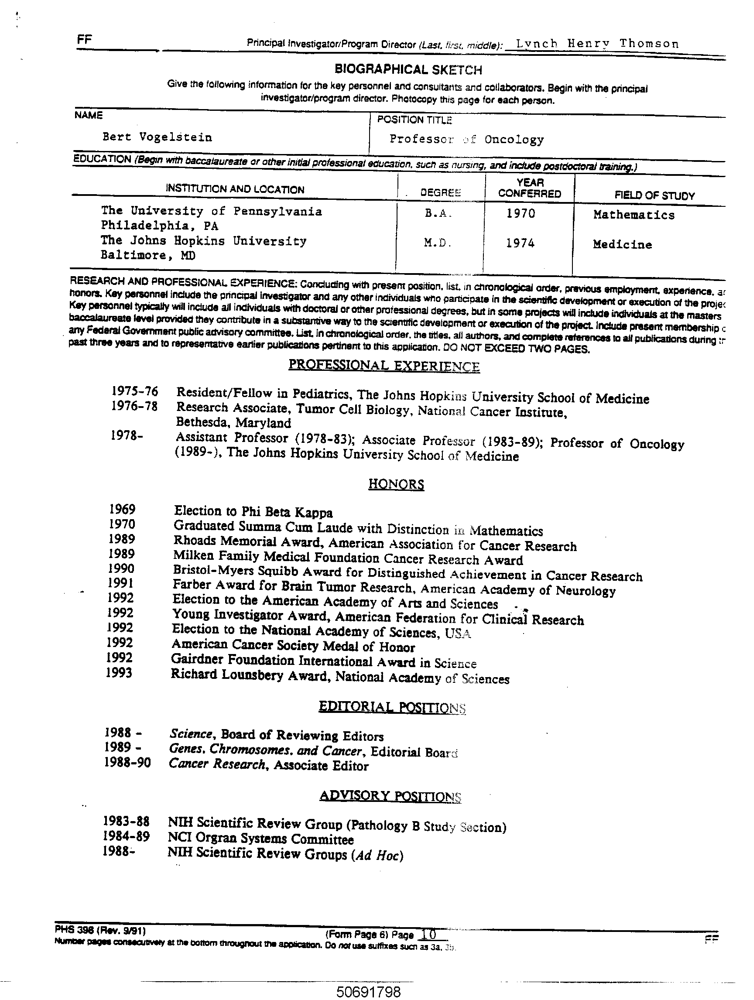 FF
Principal Investigator/Program Director (Last, first, middle): Lynch Henry Thomson
BIOGRAPHICAL SKETCH
Give the following information for the key personnel and consultants and collaborators. Begin with the principal
investigator/program director. Photocopy this page for each person.
NAME
POSITION TITLE
Bert Vogelstein
Professor of Oncology
EDUCATION (Begin with baccalaureate or other initial professional education, such as nursing, and include postdoctoral training.)
INSTITUTION AND LOCATION
DEGREE
YEAR
CONFERRED
FIELD OF STUDY
The University of Pennsylvania B.A. 1970 Mathematics
Philadelphia, PA
The Johns Hopkins University M.D. 1974 Medicine
Baltimore, MD
RESEARCH AND PROFESSIONAL EXPERIENCE: Concluding with present position, list, in chronological order, previous employment, experience,
honors. Key personnel include the principal investigator and any other individuals who participate in the scientific development or execution of the
Key personnel typically will include all individuals with doctoral or other professional degrees, but in some projects will include individuals at the masters
baccalaureate level provided they contribute in a substantive way to the scientific development or execution of the project. Include present membership
any Federal Government public advisory committee. List, in chronological order, the titles, all authors, and complete references to all publications during
past three years and to representative earlier publications pertinent to this application. DO NOT EXCEED TWO PAGES.
PROFESSIONAL EXPERIENCE
1975-76 Resident/Fellow in Pediatrics, The Johns Hopkins University School of Medicine
1976-78 Research Associate, Tumor Cell Biology, National Cancer Institute,
Bethesda, Maryland
1978- Assistant Professor (1978-83); Associate Professor (1983-89); Professor of Oncology
(1989-), The Johns Hopkins University School of Medicine
HONORS
1969 Election to Phi Beta Kappa
1970 Graduated Summa Cum Laude with Distinction in Mathematics
1989 Rhoads Memorial Award, American Association for Cancer Research
1989 Milken Family Medical Foundation Cancer Research Award
1990 Bristol-Myers Squibb Award for Distinguished Achievement in Cancer Research
1991 Farber Award for Brain Tumor Research, American Academy of Neurology
1992 Election to the American Academy of Arts and Sciences
1992 Young Investigator Award, American Federation for Clinical Research
1992 Election to the National Academy of Sciences, USA
1992 American Cancer Society Medal of Honor
1992 Gairdner Foundation International Award in Science
1993 Richard Lounsbery Award, National Academy of Sciences
EDITORIAL POSITIONS
1988 - Science, Board of Reviewing Editors
1989 - Genes, Chromosomes, and Cancer, Editorial Board
1988-90 Cancer Research, Associate Editor
ADVISORY POSITIONS
1983-88 NIH Scientific Review Group (Pathology B Study Section)
1984-89 NCI Orgran Systems Committee
1988- NIH Scientific Review Groups (Ad Hoc)
PHS 398 (Rev. 9/91) (Form Page 6) Page 10
Number pages consecutively at the bottom throughout the application. Do not use suffixes such as 3a, 3b.
FF
50691798